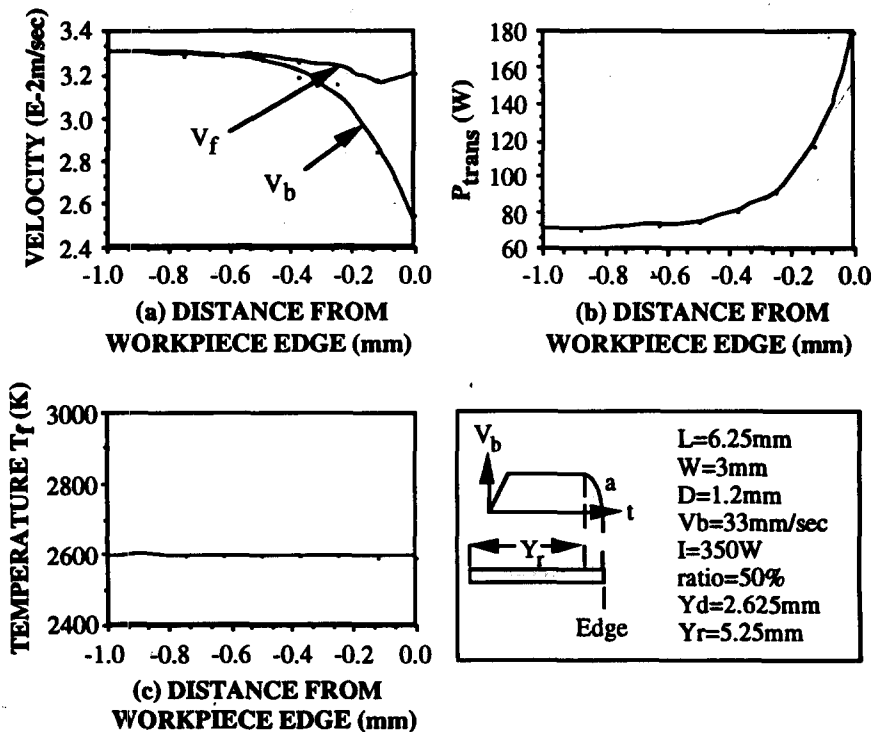 VELOCITY (E-2m/sec)
3.4
3.2
3.0
2.8
2.6
2.4
V_f
V_b
-1.0 -0.8 -0.6 -0.4 -0.2 0.0
(a) DISTANCE FROM
WORKPIECE EDGE (mm)
P_trans (W)
180
160
140
120
100
80
60
-1.0 -0.8 -0.6 -0.4 -0.2 0.0
(b) DISTANCE FROM
WORKPIECE EDGE (mm)
TEMPERATURE T_f (K)
3000
2800
2600
2400
-1.0 -0.8 -0.6 -0.4 -0.2 0.0
(c) DISTANCE FROM
WORKPIECE EDGE (mm)
V_b
a
t
Y_r
Edge
L=6.25mm
W=3mm
D=1.2mm
Vb=33mm/sec
I=350W
ratio=50%
Yd=2.625mm
Yr=5.25mm